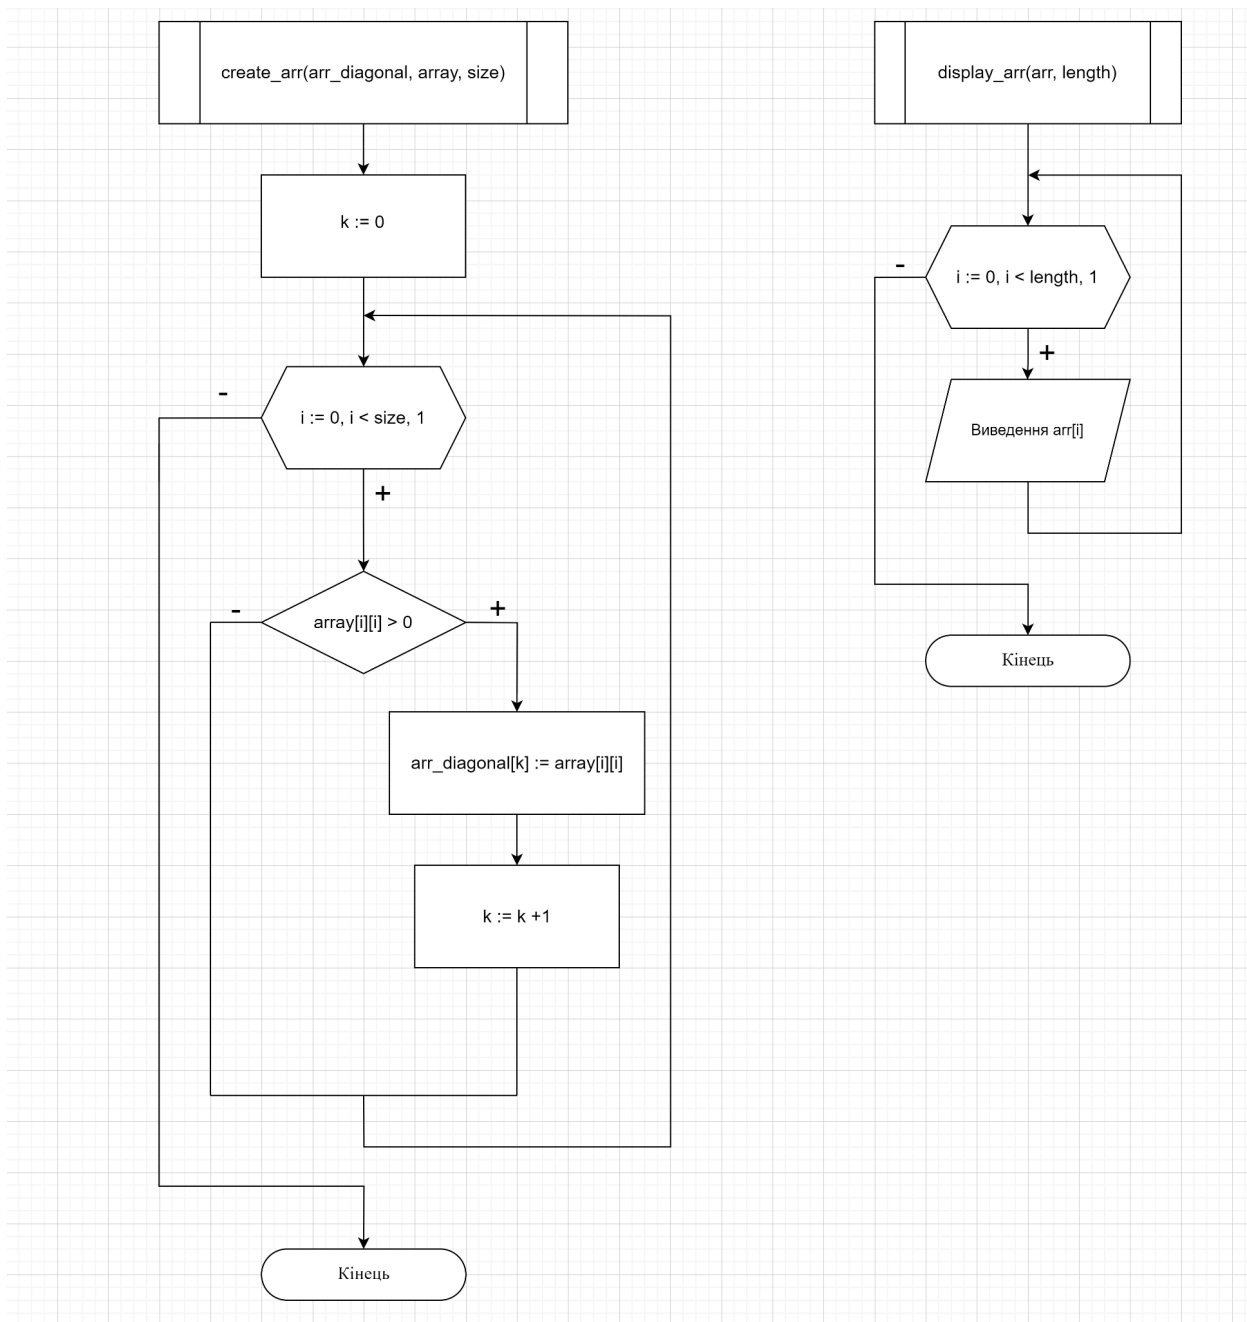 create_arr(arr_diagonal, array, size)
k := 0
-
i := 0, i < size, 1
+
-
array[i][i] > 0
+
arr_diagonal[k] := array[i][i]
k := k +1
Кінець
display_arr(arr, length)
-
i := 0, i < length, 1
+
Виведення arr[i]
Кінець